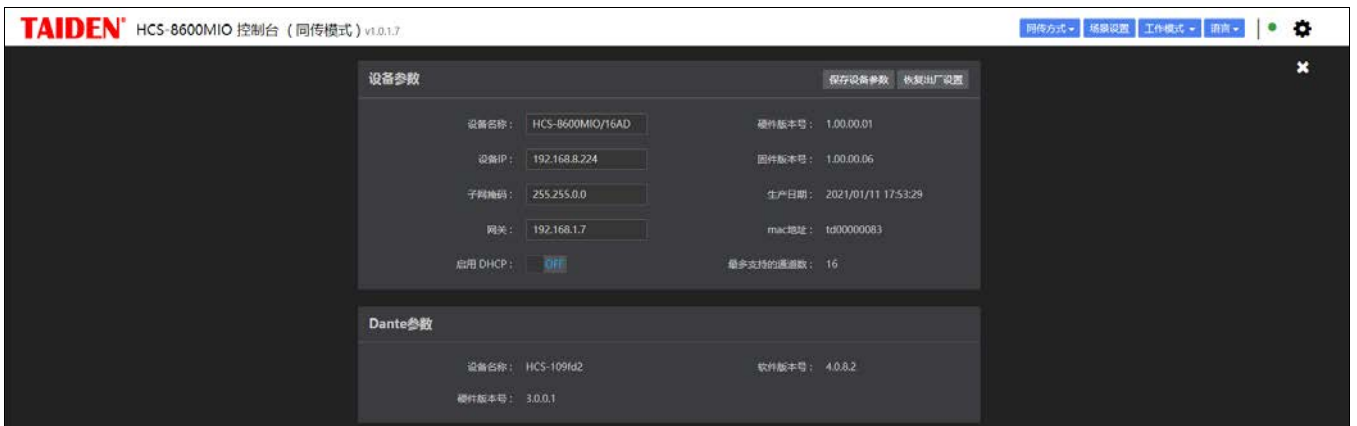 TAIDEN HCS-8600MIO 控制台（同传模式）v1.0.1.7 同传方式 场景设置 工作模式 语言
设备参数 保存设备参数 恢复出厂设置
设备名称： HCS-8600MIO/16AD 硬件版本号： 1.00.00.01
设备IP： 192.168.8.224 固件版本号： 1.00.00.06
子网掩码： 255.255.0.0 生产日期： 2021/01/11 17:53:29
网关： 192.168.1.7 mac地址： td00000083
启用 DHCP： OFF 最多支持的通道数： 16
Dante参数
设备名称： HCS-109fd2 软件版本号： 4.0.8.2
硬件版本号： 3.0.0.1